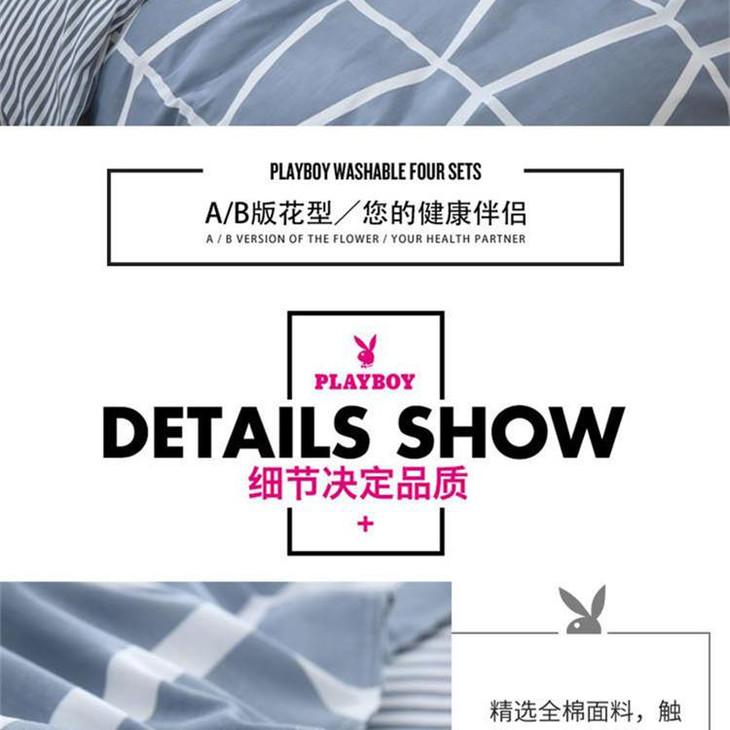 PLAYBOY WASHABLE FOUR SETS
A/B版花型／您的健康伴侣
A / B VERSION OF THE FLOWER / YOUR HEALTH PARTNER
PLAYBOY
DETAILS SHOW
细节决定品质
+
精选全棉面料，触